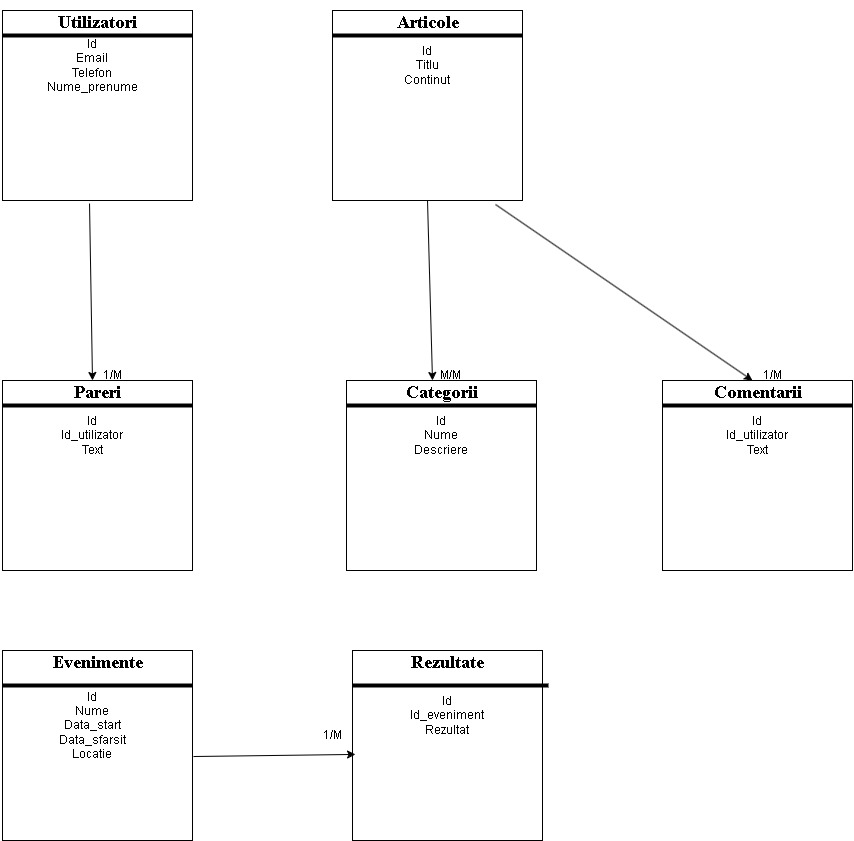 Utilizatori
Id
Email
Telefon
Nume_prenume
Articole
Id
Titlu
Continut
1/M
Pareri
Id
Id_utilizator
Text
M/M
Categorii
Id
Nume
Descriere
1/M
Comentarii
Id
Id_utilizator
Text
Evenimente
Id
Nume
Data_start
Data_sfarsit
Locatie
1/M
Rezultate
Id
Id_eveniment
Rezultat